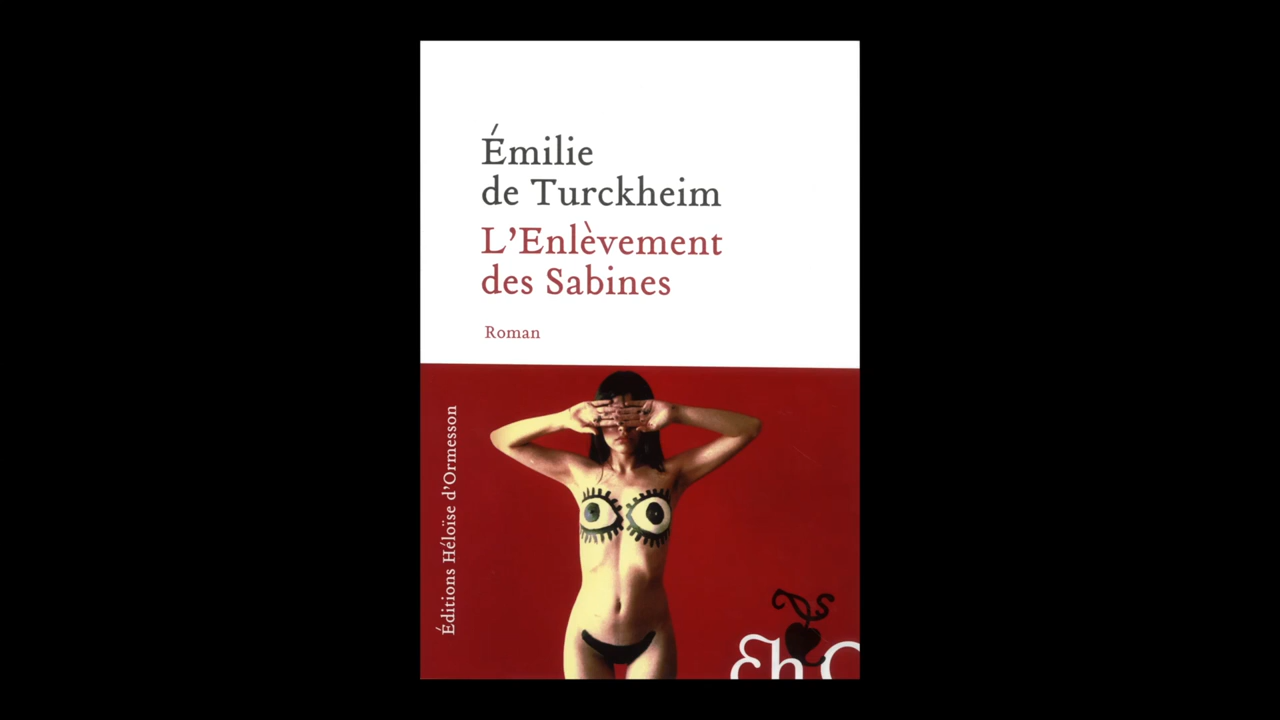 Émilie
de Turckheim
L'Enlèvement
des Sabines
Roman
Éditions Héloïse d'Ormesson